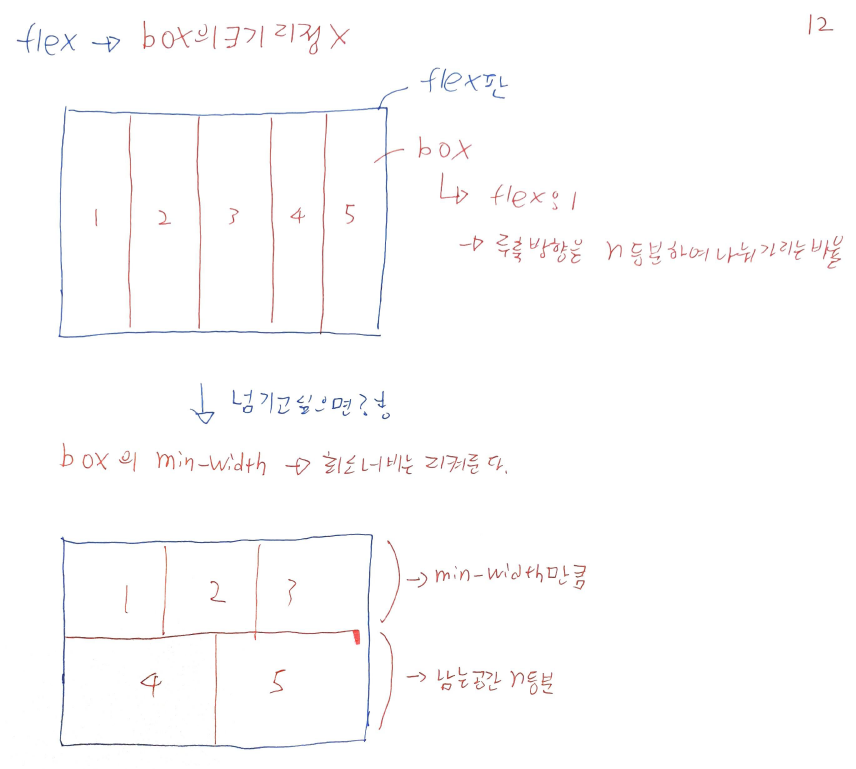 12
flex → box의 크기 지정 X
flex판
1 2 3 4 5
box
flex : 1
→ 주축방향을 n등분하여 나눠가지는 비율
↓ 넘기고싶으면?
box의 min-width → 최소너비는 지켜준다.
1 2 3
→ min-width만큼
4 5
→ 남는공간 n등분